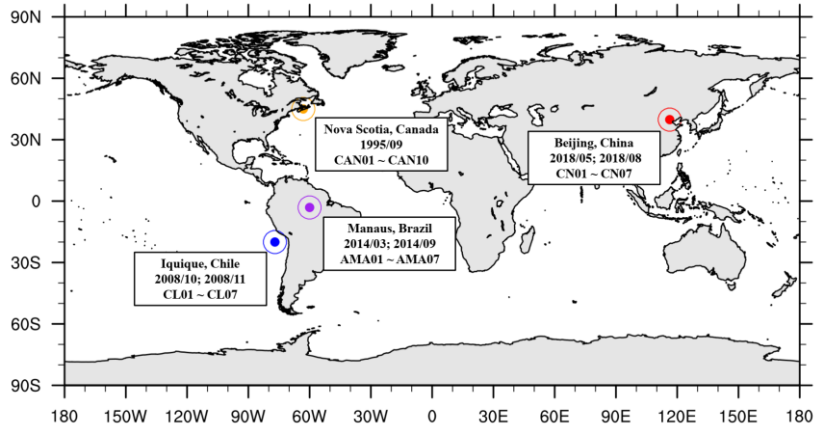 90N
60N
30N
0
30S
60S
90S
Nova Scotia, Canada
1995/09
CAN01 ~ CAN10
Beijing, China
2018/05; 2018/08
CN01 ~ CN07
Manaus, Brazil
2014/03; 2014/09
AMA01 ~ AMA07
Iquique, Chile
2008/10; 2008/11
CL01 ~ CL07
180 150W 120W 90W 60W 30W 0 30E 60E 90E 120E 150E 180